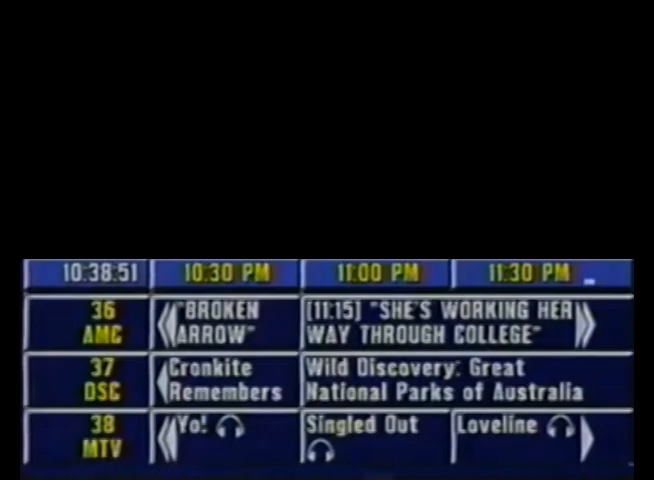 10:38:51 10:30 PM 11:00 PM 11:30 PM
36 "BROKEN [11:15] "SHE'S WORKING HER
AMC ARROW" WAY THROUGH COLLEGE"
37 Cronkite Wild Discovery: Great
DSC Remembers National Parks of Australia
38 Yo! Singled Out Loveline
MTV